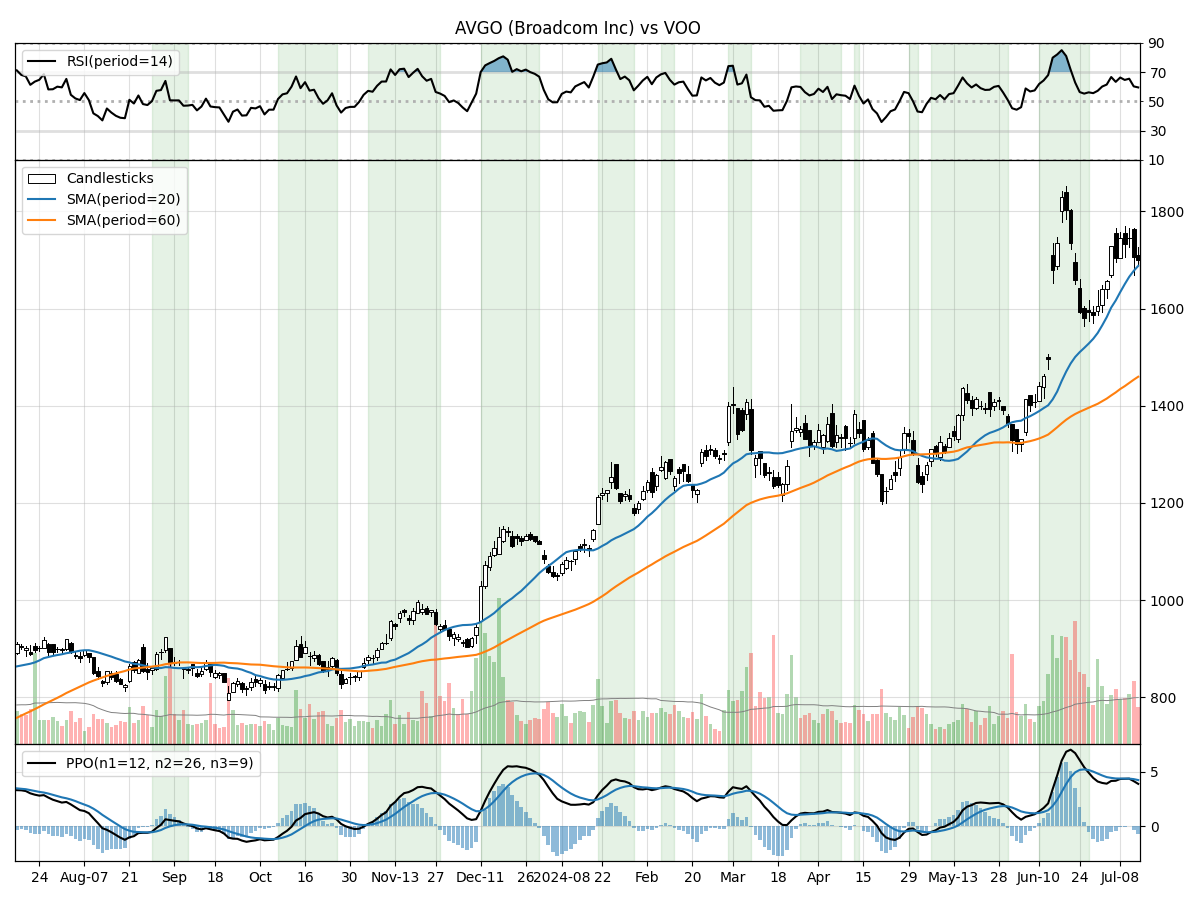 AVGO (Broadcom Inc) vs VOO
RSI(period=14)
90
70
50
30
10
Candlesticks
SMA(period=20)
SMA(period=60)
1800
1600
1400
1200
1000
800
PPO(n1=12, n2=26, n3=9)
5
0
24 Aug-07 21 Sep 18 Oct 16 30 Nov-13 27 Dec-11 26 2024-08 22 Feb 20 Mar 18 Apr 15 29 May-13 28 Jun-10 24 Jul-08